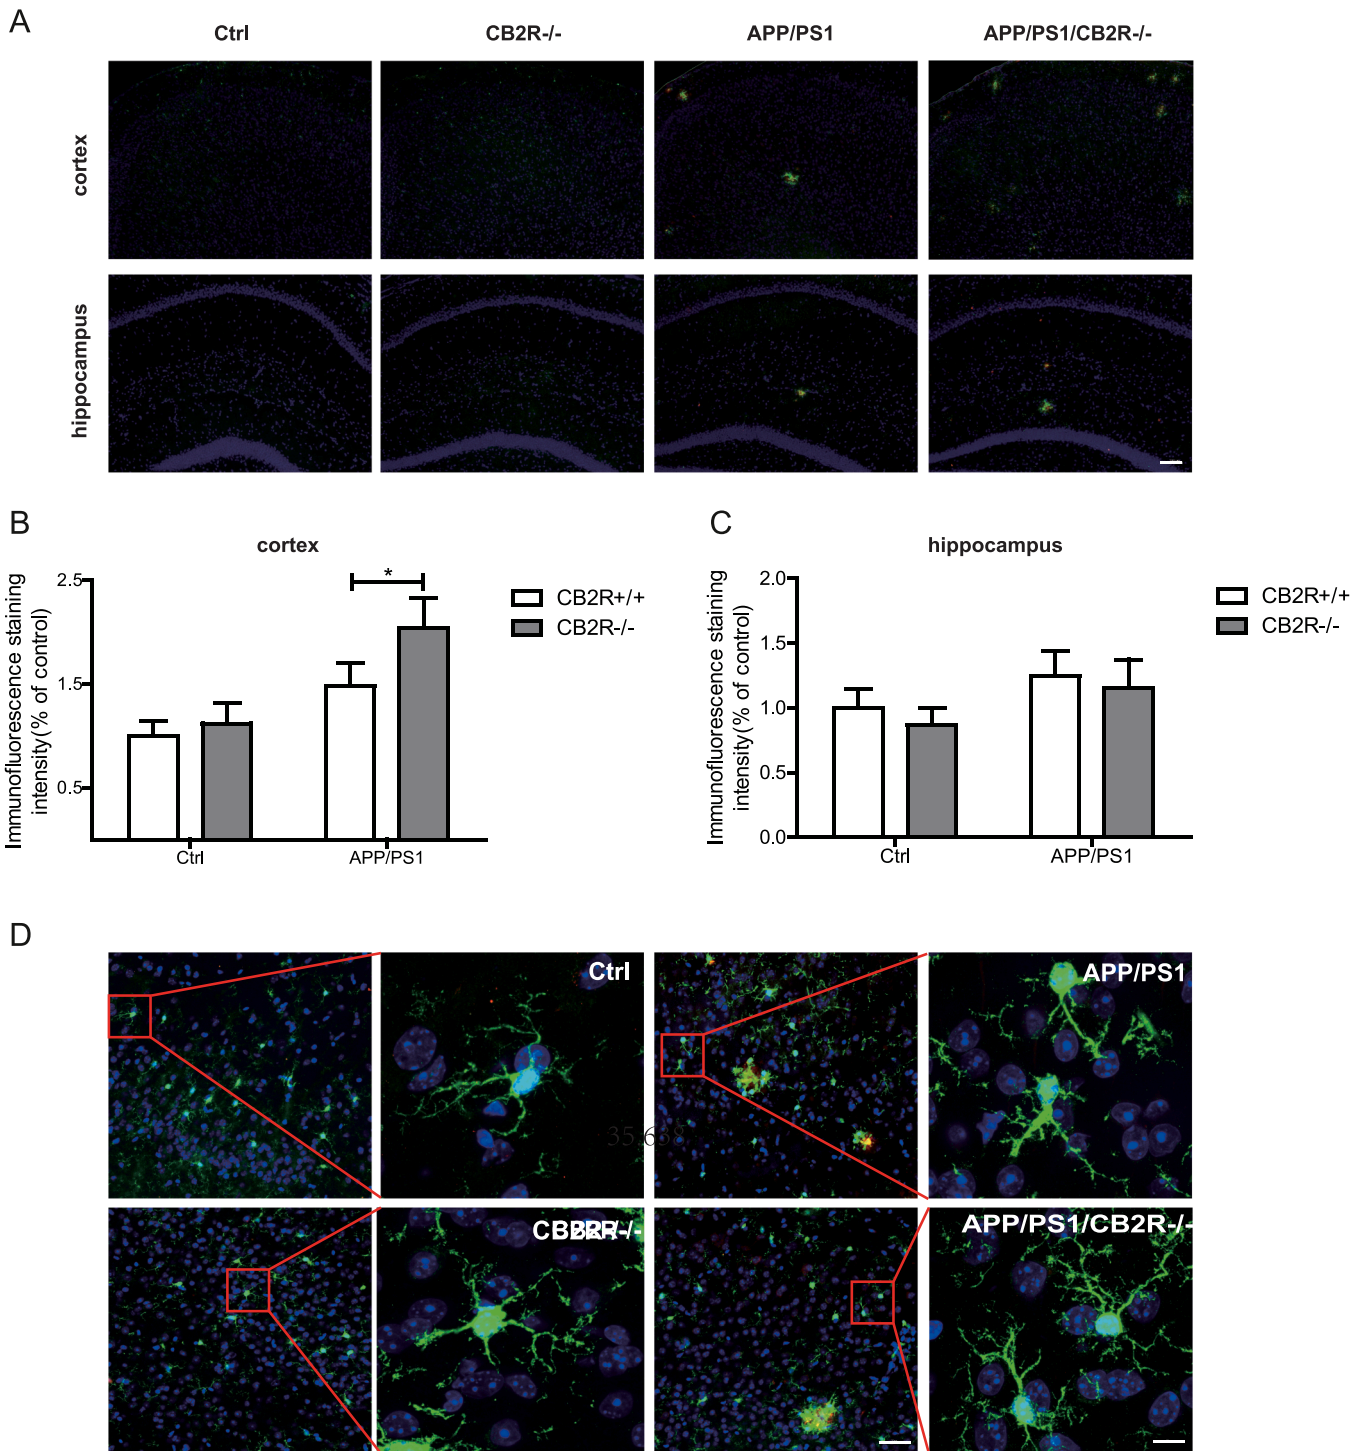 A
Ctrl
CB2R-/-
APP/PS1
APP/PS1/CB2R-/-
cortex
hippocampus
B
cortex
Immunofluorescence staining
intensity(% of control)
2.5
1.5
0.5
*
Ctrl
APP/PS1
CB2R+/+
CB2R-/-
C
hippocampus
Immunofluorescence staining
intensity(% of control)
2.0
1.5
1.0
0.5
0.0
Ctrl
APP/PS1
CB2R+/+
CB2R-/-
D
Ctrl
APP/PS1
35,638
APP/PS1/CB2R-/-